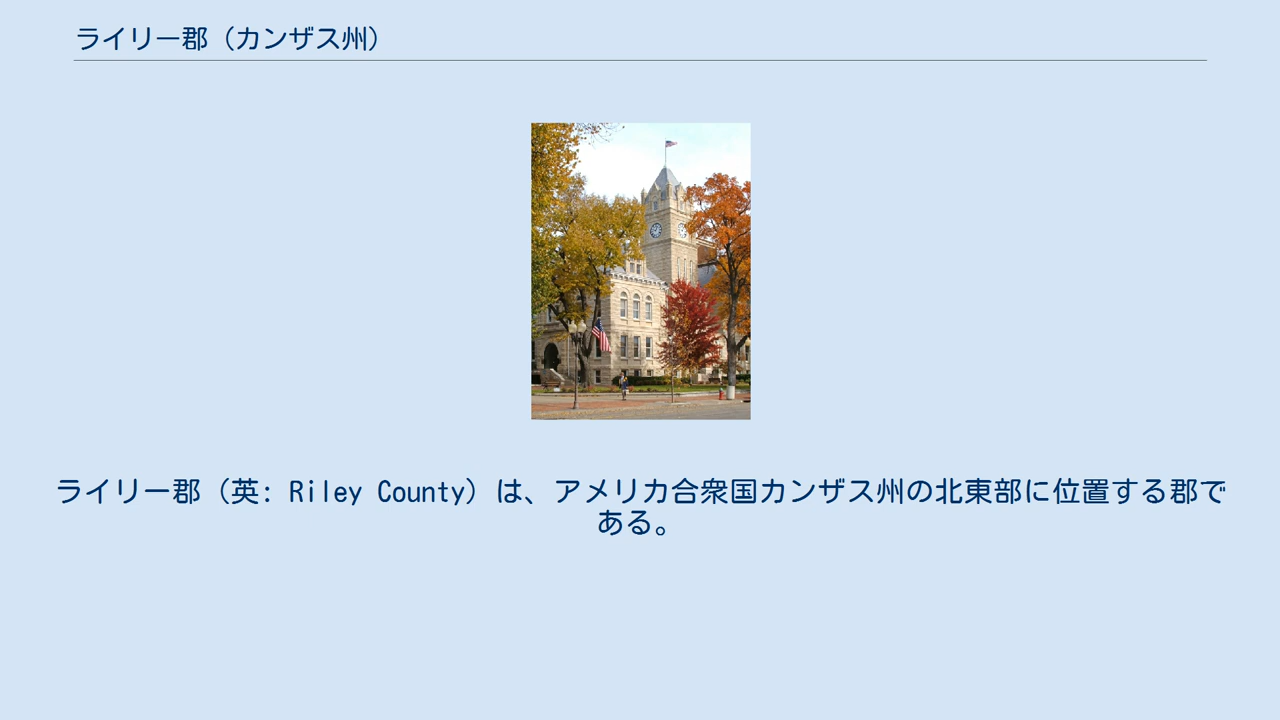 ライリー郡（カンザス州）
ライリー郡（英: Riley County）は、アメリカ合衆国カンザス州の北東部に位置する郡で
ある。